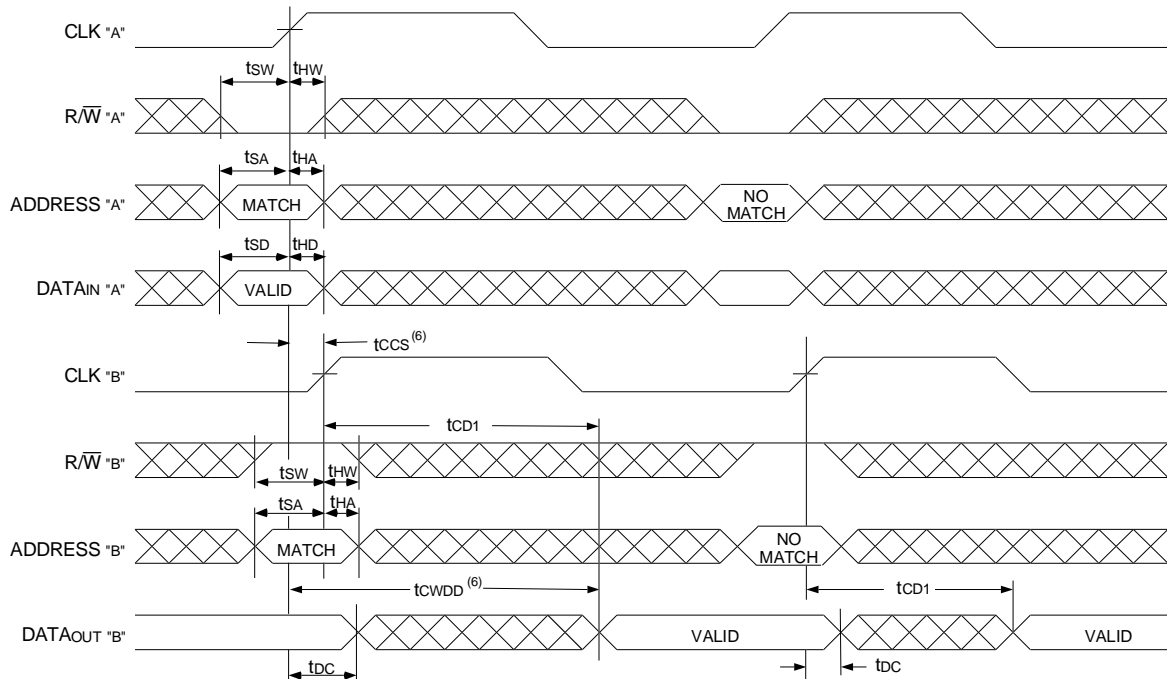 CLK "A"
tSW tHW
R/W̅ "A"
tSA tHA
ADDRESS "A" MATCH NO MATCH
tSD tHD
DATAIN "A" VALID
tCCS (6)
CLK "B"
tCD1
R/W̅ "B"
tSW tHW
tSA tHA
ADDRESS "B" MATCH NO MATCH
tCWDD (6) tCD1
DATAOUT "B" VALID VALID
tDC tDC